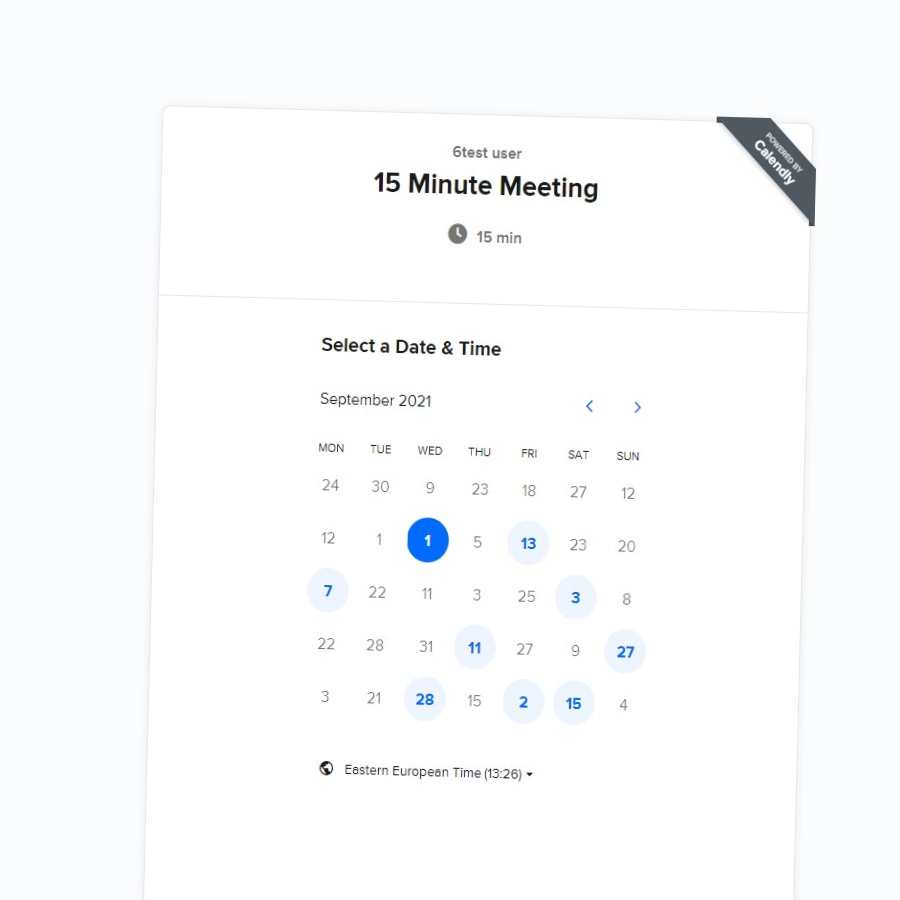 6test user
15 Minute Meeting
15 min
POWERED BY
Calendly
Select a Date & Time
September 2021
MON TUE WED THU FRI SAT SUN
24 30 9 23 18 27 12
12 1 1 5 13 23 20
7 22 11 3 25 3 8
22 28 31 11 27 9 27
3 21 28 15 2 15 4
Eastern European Time (13:26)